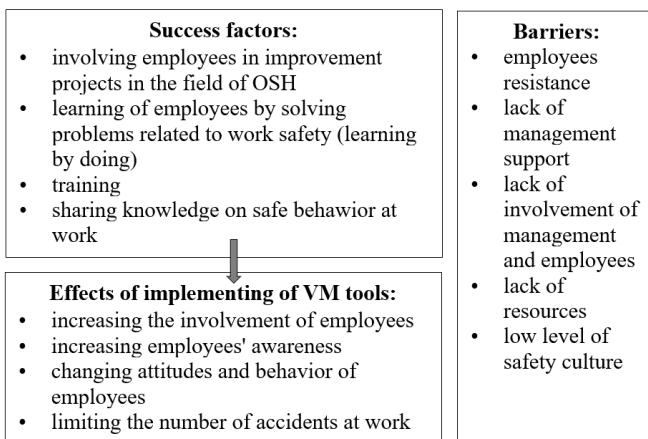 Success factors:
• involving employees in improvement
projects in the field of OSH
• learning of employees by solving
problems related to work safety (learning
by doing)
• training
• sharing knowledge on safe behawior at
work
Effects of implementing of VM tools:
• increasing the involvement of employees
• increasing employees' awareness
• changing attitudes and behavior of
employees
• limiting the number of accidents at work
Barriers:
• employees
resistance
• lack of
management
support
• lack of
involvement of
management
and employees
• lack of
resources
• low level of
safety culture